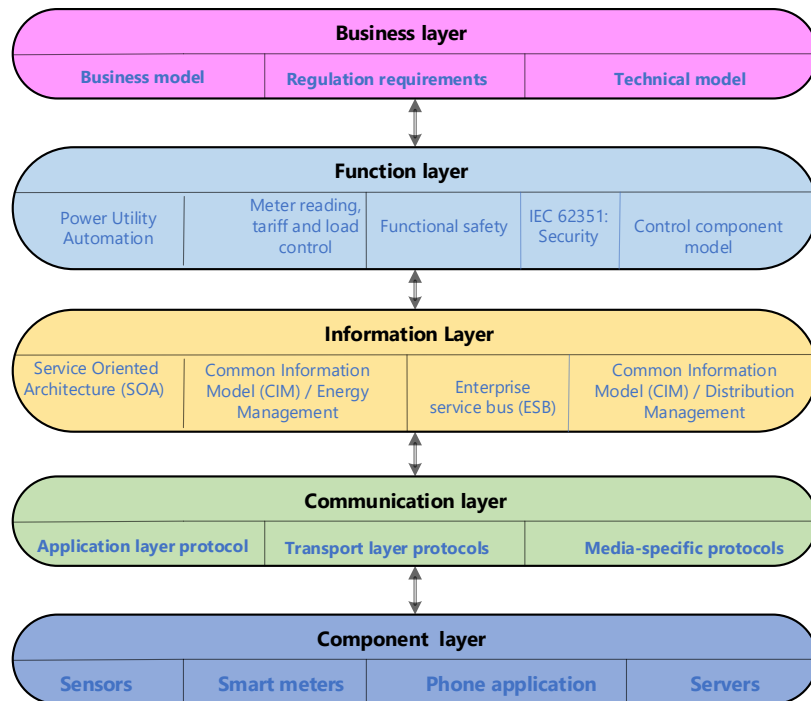 Business layer
Business model
Regulation requirements
Technical model
Function layer
Power Utility
Automation
Meter reading,
tariff and load
control
Functional safety
IEC 62351:
Security
Control component
model
Information Layer
Service Oriented
Architecture (SOA)
Common Information
Model (CIM) / Energy
Management
Enterprise
service bus (ESB)
Common Information
Model (CIM) / Distribution
Management
Communication layer
Application layer protocol
Transport layer protocols
Media-specific protocols
Component layer
Sensors
Smart meters
Phone application
Servers